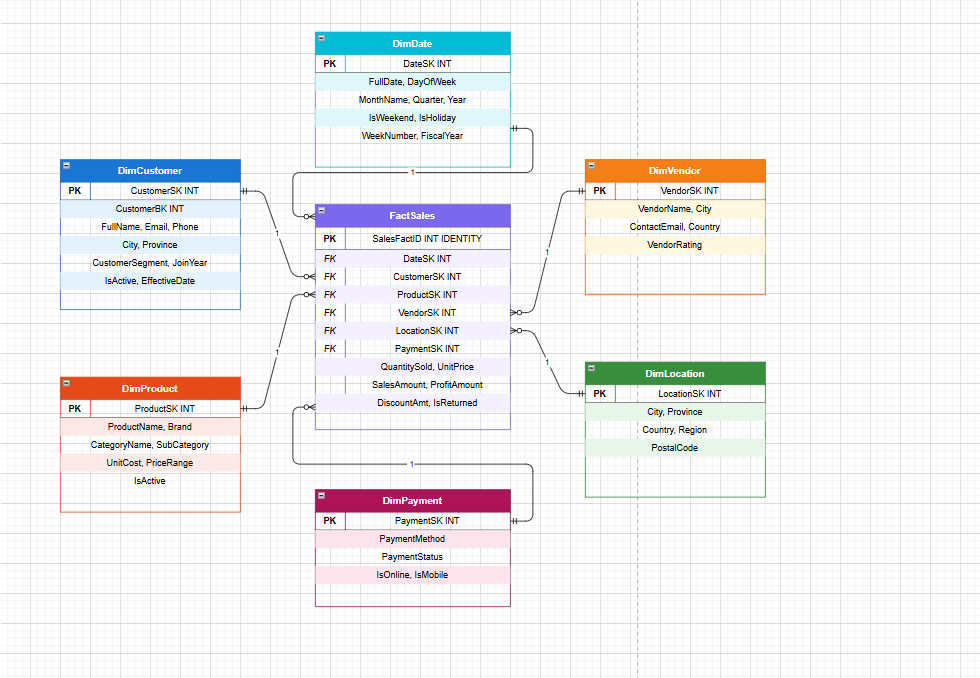 DimDate
PK DateSK INT
FullDate, DayOfWeek
MonthName, Quarter, Year
IsWeekend, IsHoliday
WeekNumber, FiscalYear
1
DimCustomer
PK CustomerSK INT
CustomerBK INT
FullName, Email, Phone
City, Province
CustomerSegment, JoinYear
IsActive, EffectiveDate
1
FactSales
PK SalesFactID INT IDENTITY
FK DateSK INT
FK CustomerSK INT
FK ProductSK INT
FK VendorSK INT
FK LocationSK INT
FK PaymentSK INT
QuantitySold, UnitPrice
SalesAmount, ProfitAmount
DiscountAmt, IsReturned
DimVendor
PK VendorSK INT
VendorName, City
ContactEmail, Country
VendorRating
1
DimProduct
PK ProductSK INT
ProductName, Brand
CategoryName, SubCategory
UnitCost, PriceRange
IsActive
1
DimLocation
PK LocationSK INT
City, Province
Country, Region
PostalCode
1
1
DimPayment
PK PaymentSK INT
PaymentMethod
PaymentStatus
IsOnline, IsMobile